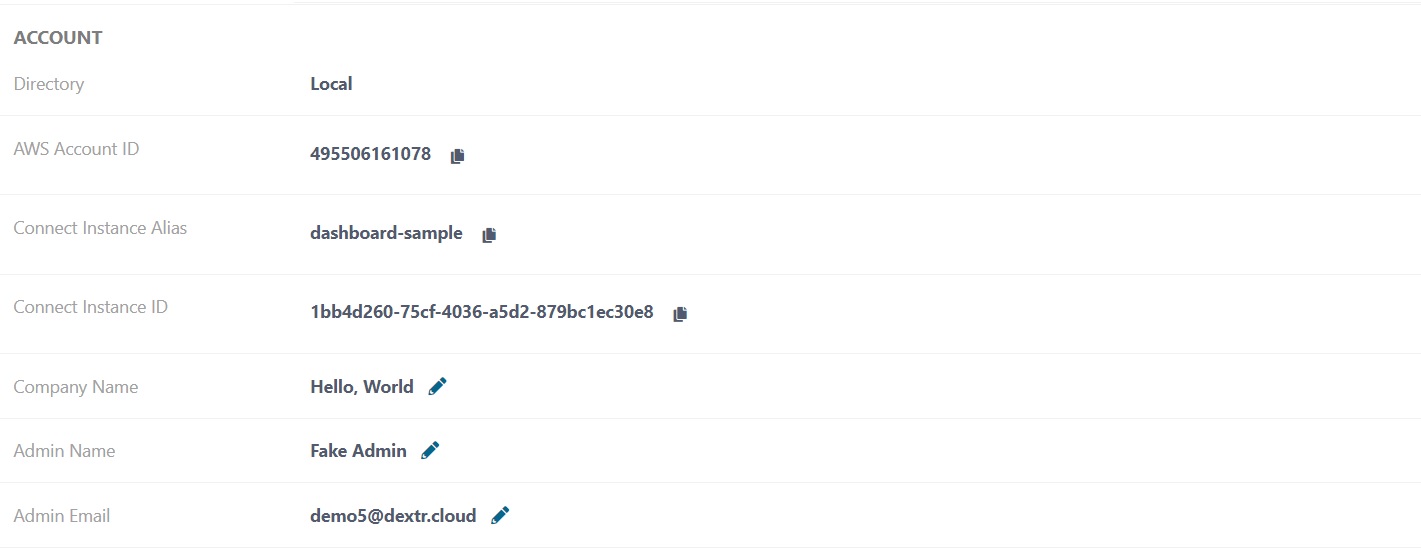 ACCOUNT
Directory Local
AWS Account ID 495506161078
Connect Instance Alias dashboard-sample
Connect Instance ID 1bb4d260-75cf-4036-a5d2-879bc1ec30e8
Company Name Hello, World
Admin Name Fake Admin
Admin Email demo5@dextr.cloud